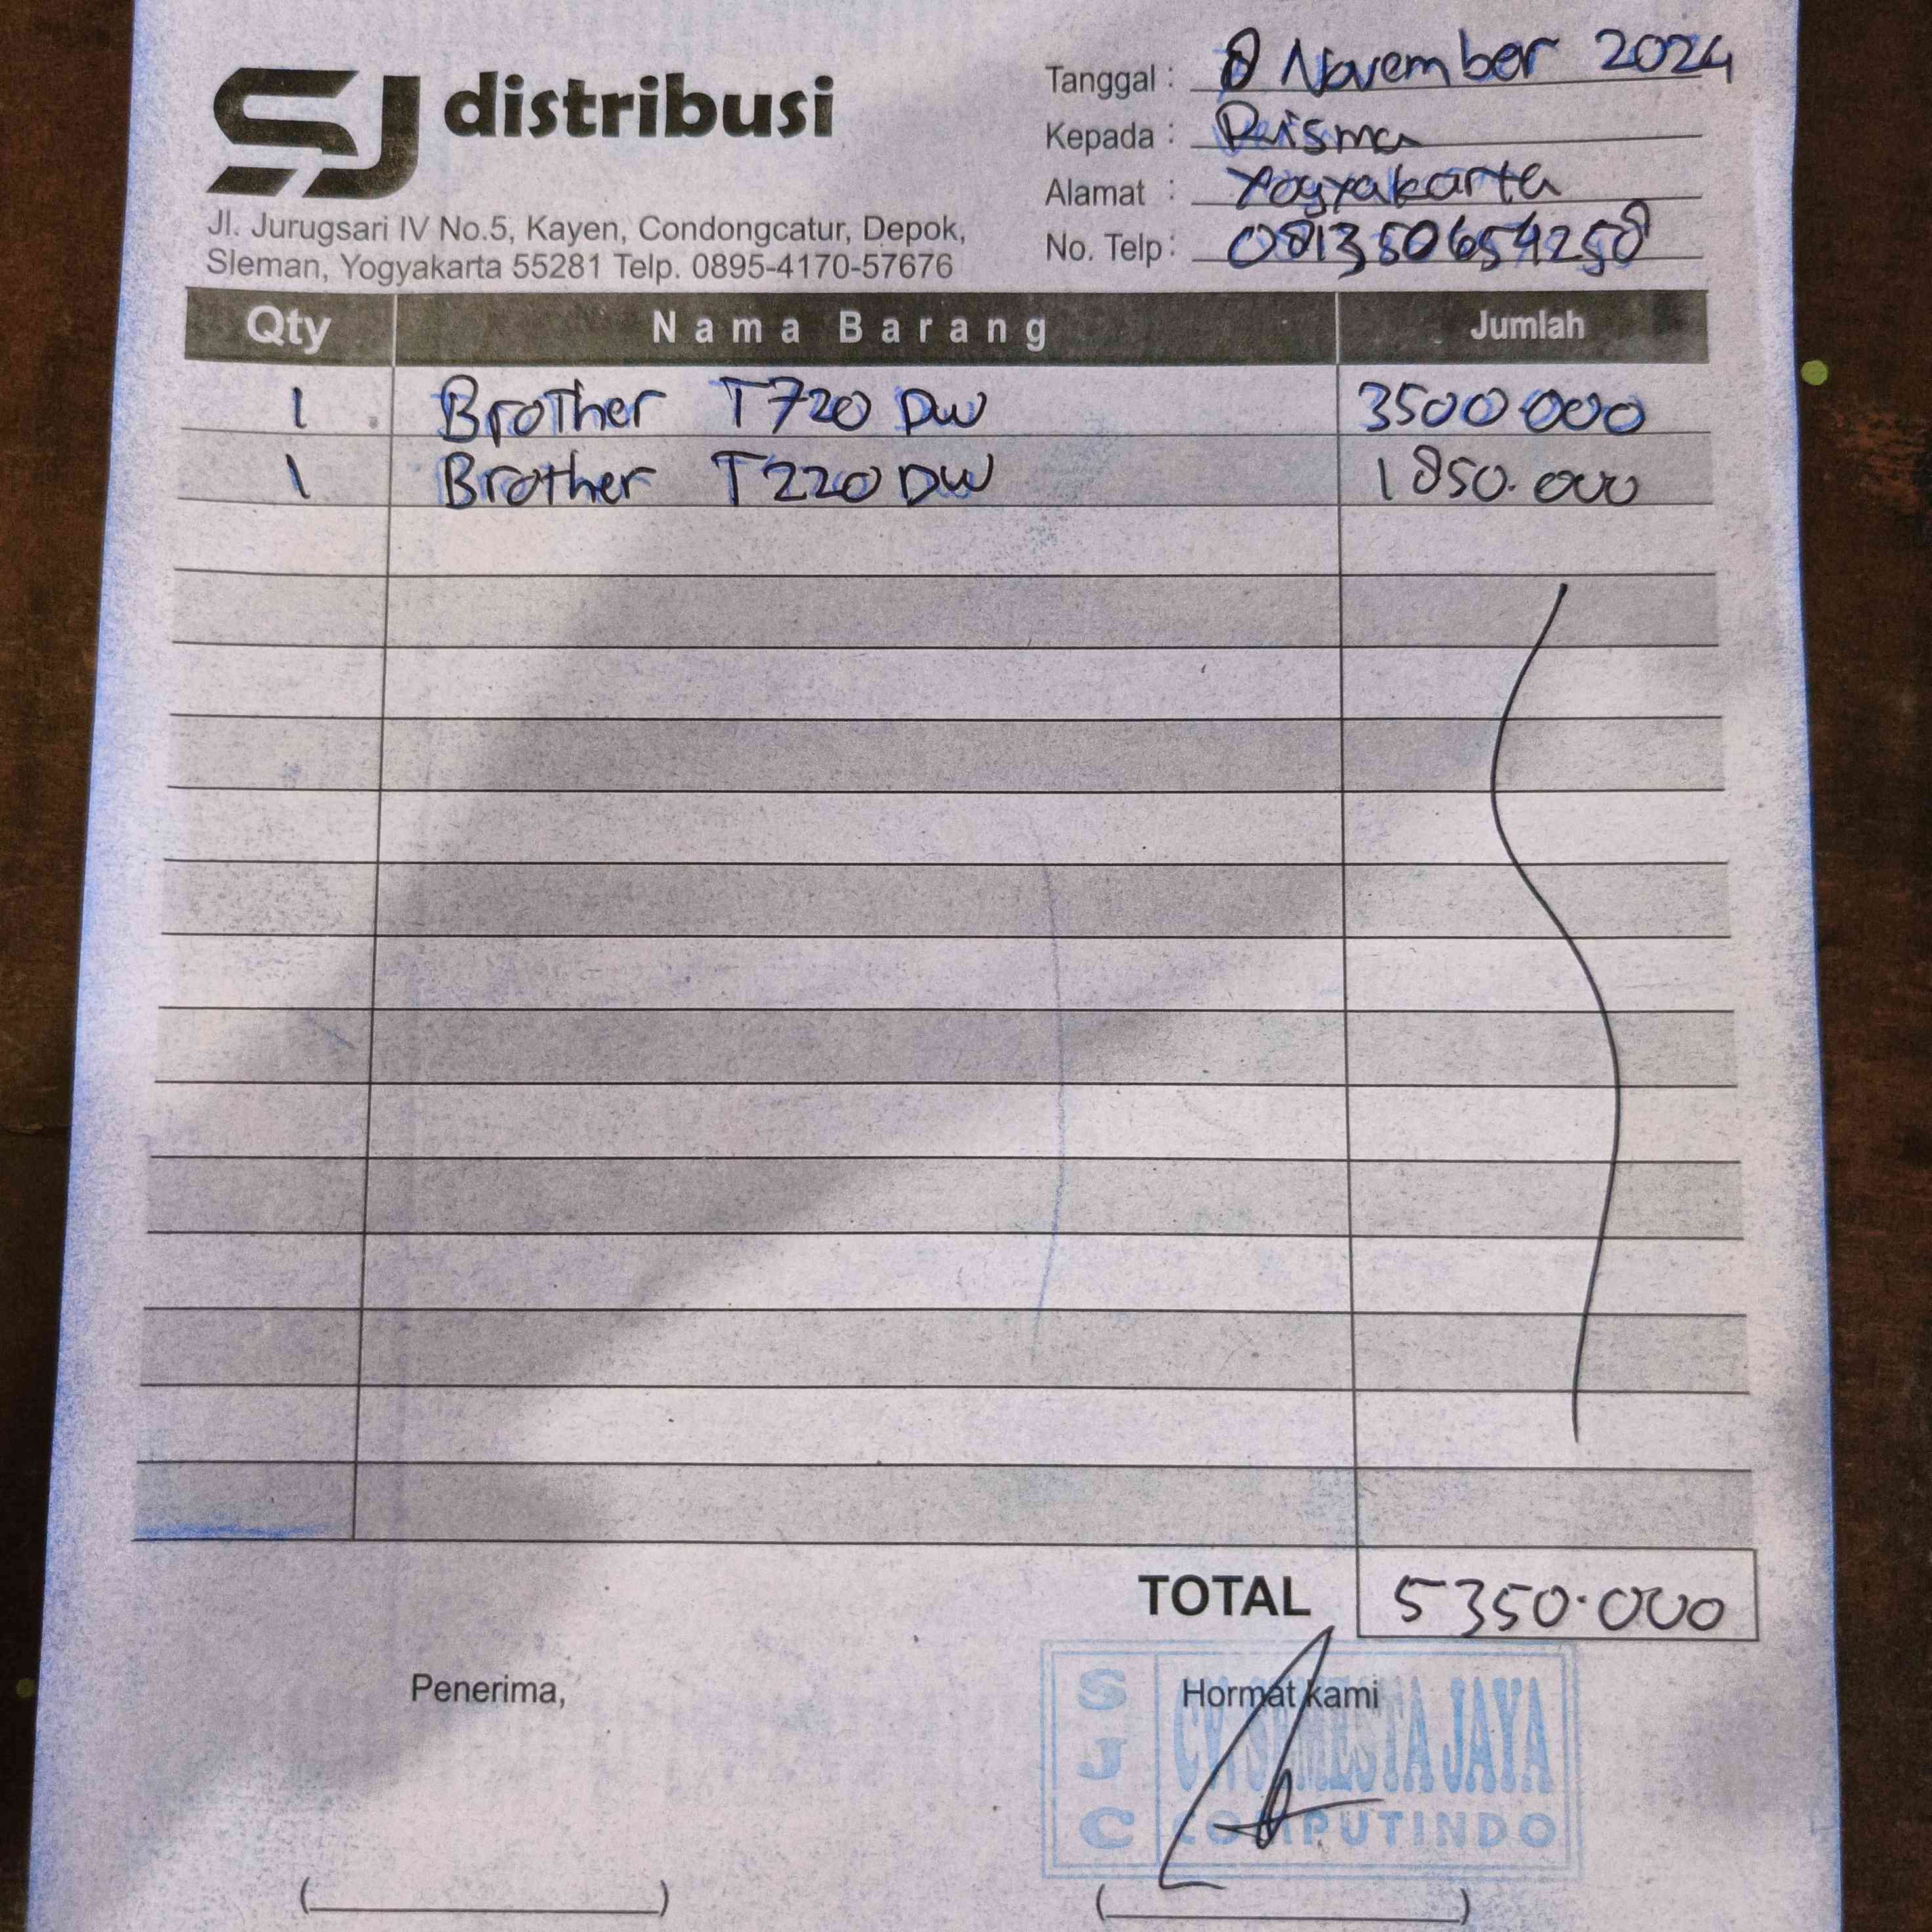 SJ distribusi
Jl. Jurugsari IV No.5, Kayen, Condongcatur, Depok,
Sleman, Yogyakarta 55281 Telp. 0895-4170-57676
Tanggal : 8 November 2024
Kepada :
Alamat : Yogyakarta
No. Telp : 081350654258
Qty Nama Barang Jumlah
1 Brother T720 DW 3500.000
1 Brother T220 DW 1850.000
TOTAL 5350.000
Penerima,
Hormat kami
SJC
CV SEMESTA JAYA
COMPUTINDO
(                ) (                )